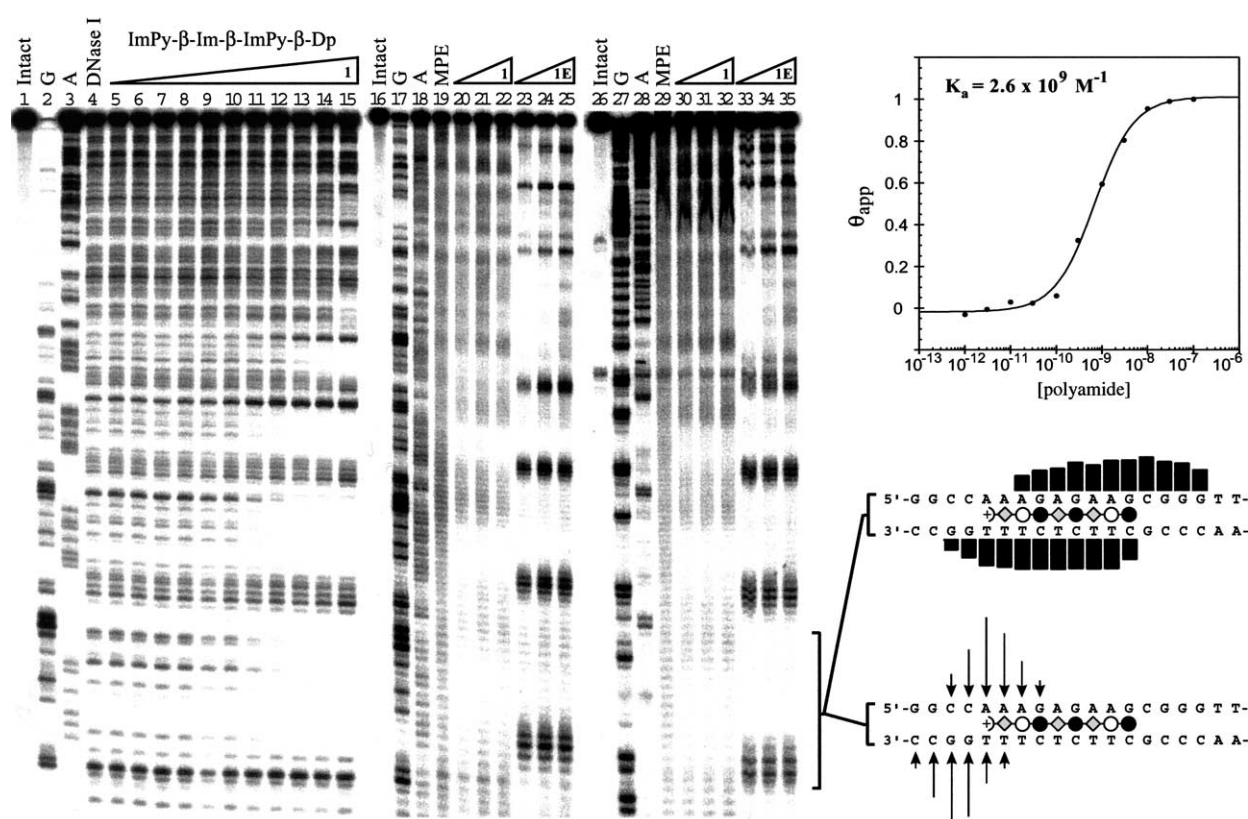 ImPy-β-Im-β-ImPy-β-Dp
Intact G A DNase I 1
1 2 3 4 5 6 7 8 9 10 11 12 13 14 15
Intact G A MPE 1 1E
16 17 18 19 20 21 22 23 24 25
Intact G A MPE 1 1E
26 27 28 29 30 31 32 33 34 35
Ka = 2.6 x 10^9 M^-1
θapp
1
0.8
0.6
0.4
0.2
0
10^-13 10^-12 10^-11 10^-10 10^-9 10^-8 10^-7 10^-6
[polyamide]
5'-G G C C A A A G A G A A G C G G G T T-
+
3'-C C G G T T T C T C T T C G C C C A A-
5'-G G C C A A A G A G A A G C G G G T T-
+
3'-C C G G T T T C T C T T C G C C C A A-